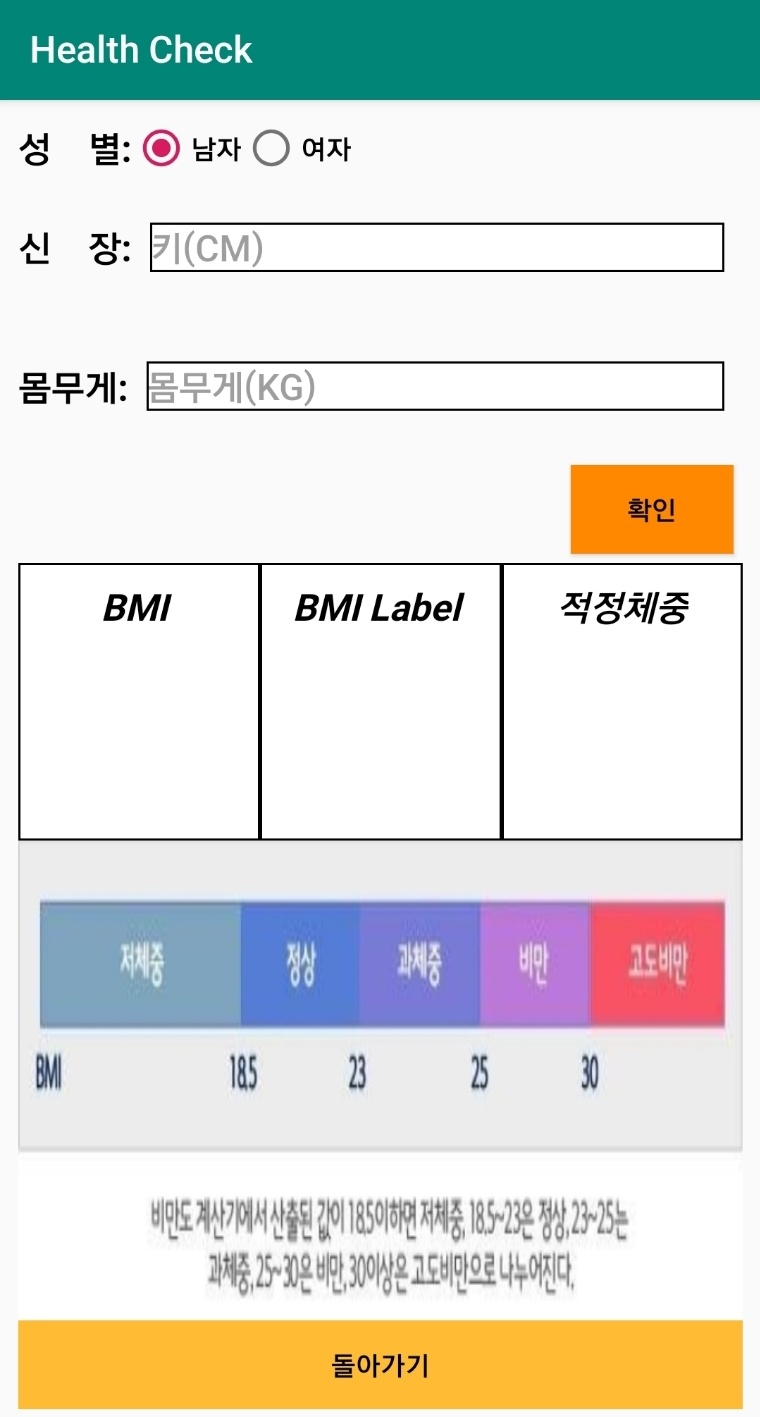 Health Check
성 별: 남자 여자
신 장: 키(CM)
몸무게: 몸무게(KG)
확인
BMI BMI Label 적정체중
저체중 정상 과체중 비만 고도비만
BMI 18.5 23 25 30
비만도 계산기에서 산출된 값이 18.5이하면 저체중, 18.5~23은 정상, 23~25는
과체중, 25~30은 비만, 30이상은 고도비만으로 나누어진다.
돌아가기